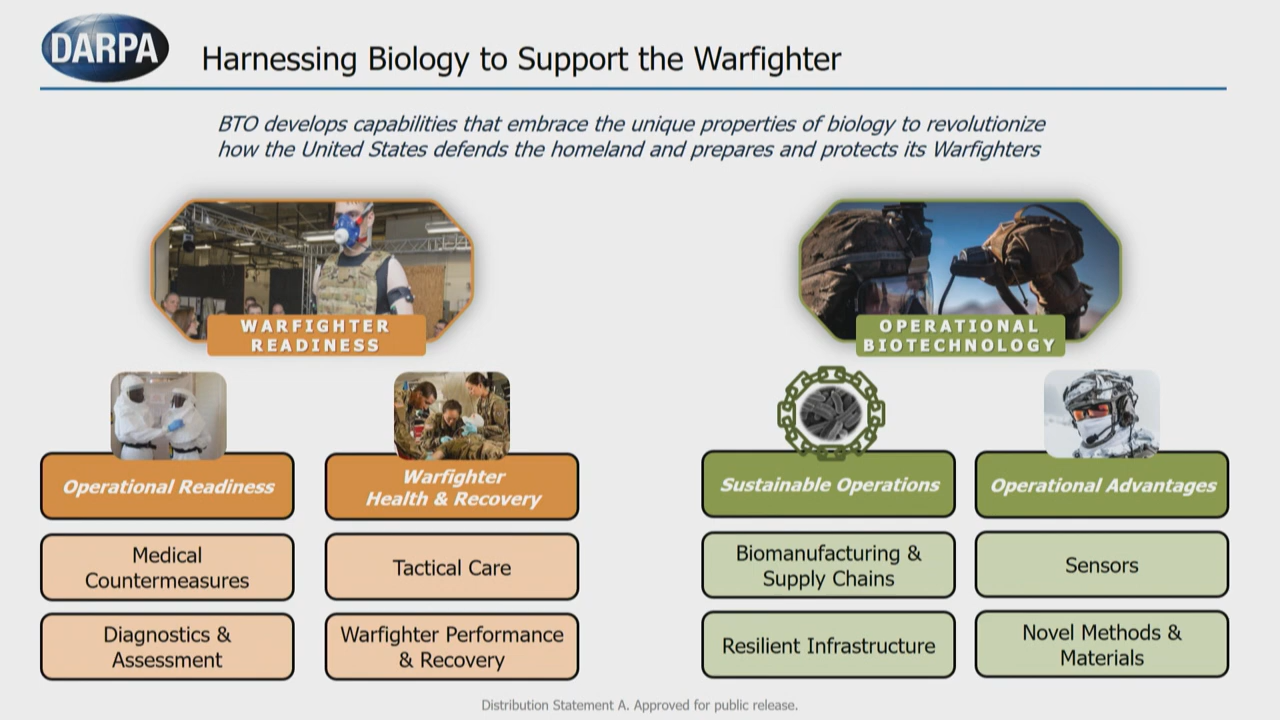 DARPA
Harnessing Biology to Support the Warfighter
BTO develops capabilities that embrace the unique properties of biology to revolutionize
how the United States defends the homeland and prepares and protects its Warfighters
WARFIGHTER
READINESS
OPERATIONAL
BIOTECHNOLOGY
Operational Readiness
Warfighter
Health & Recovery
Sustainable Operations
Operational Advantages
Medical
Countermeasures
Tactical Care
Biomanufacturing &
Supply Chains
Sensors
Diagnostics &
Assessment
Warfighter Performance
& Recovery
Resilient Infrastructure
Novel Methods &
Materials
Distribution Statement A. Approved for public release.